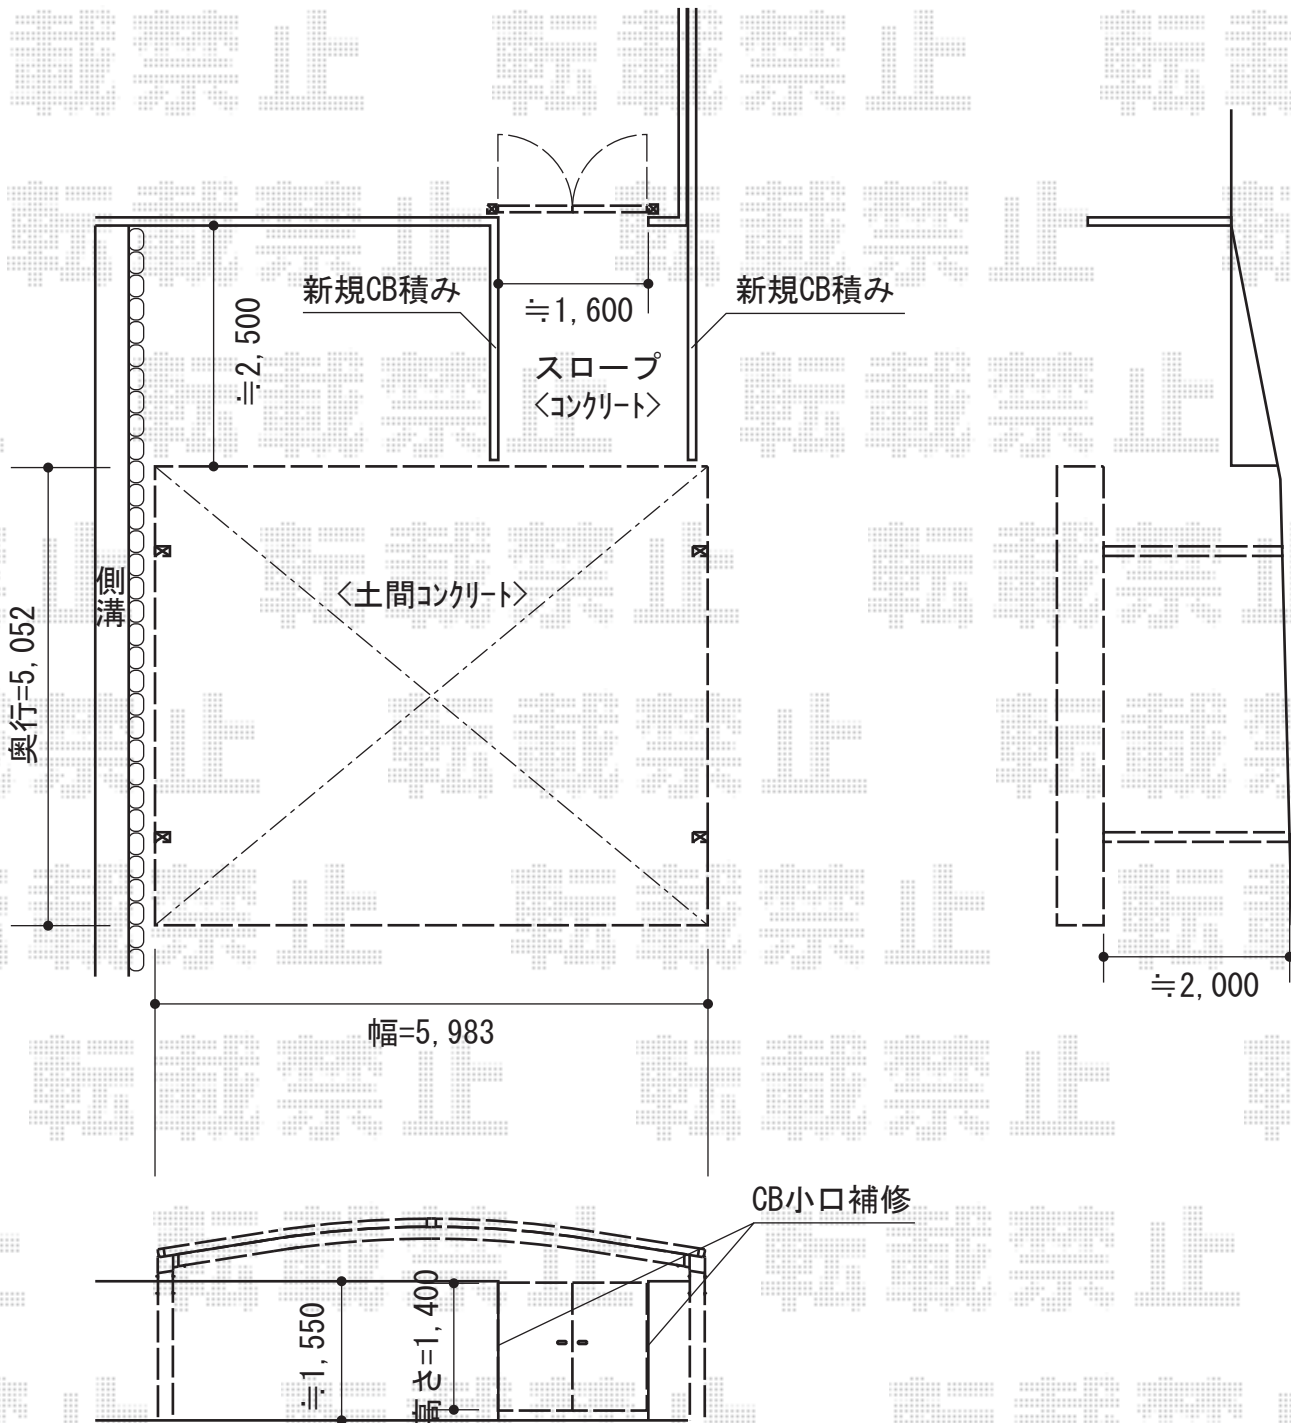 転載禁止
新規CB積み
≒1,600
新規CB積み
≒2,500
スロープ
<コンクリート>
<土間コンクリート>
側溝
奥行=5,052
≒2,000
幅=5,983
CB小口補修
≒1,550
高さ=1,400